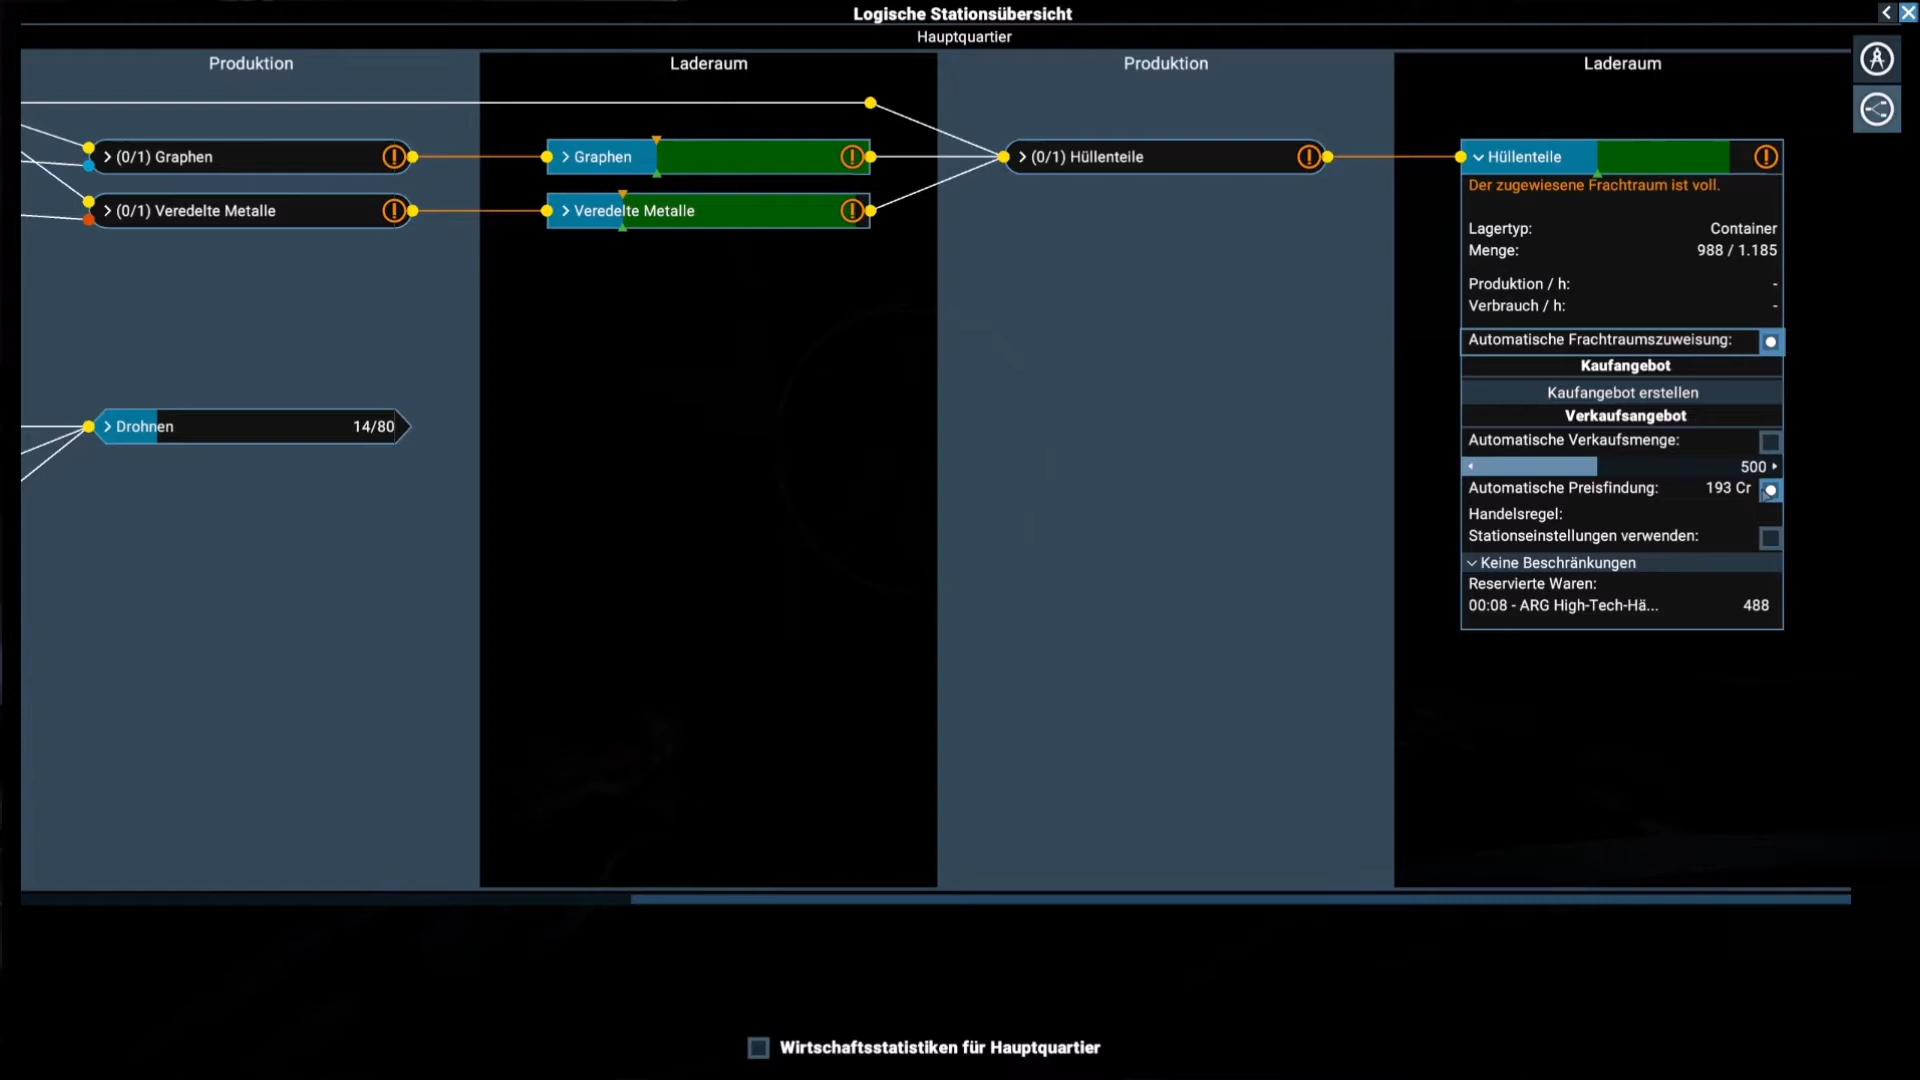 Logische Stationsübersicht
Hauptquartier
Produktion
Laderaum
Produktion
Laderaum
(0/1) Graphen
Graphen
(0/1) Hüllenteile
Hüllenteile
Der zugewiesene Frachtraum ist voll.
(0/1) Veredelte Metalle
Veredelte Metalle
Lagertyp: Container
Menge: 988 / 1.185
Produktion / h: -
Verbrauch / h: -
Automatische Frachtraumszuweisung:
Kaufangebot
Kaufangebot erstellen
Verkaufsangebot
Drohnen 14/80
Automatische Verkaufsmenge:
500
Automatische Preisfindung: 193 Cr
Handelsregel:
Stationseinstellungen verwenden:
Keine Beschränkungen
Reservierte Waren:
00:08 - ARG High-Tech-Hä... 488
Wirtschaftsstatistiken für Hauptquartier